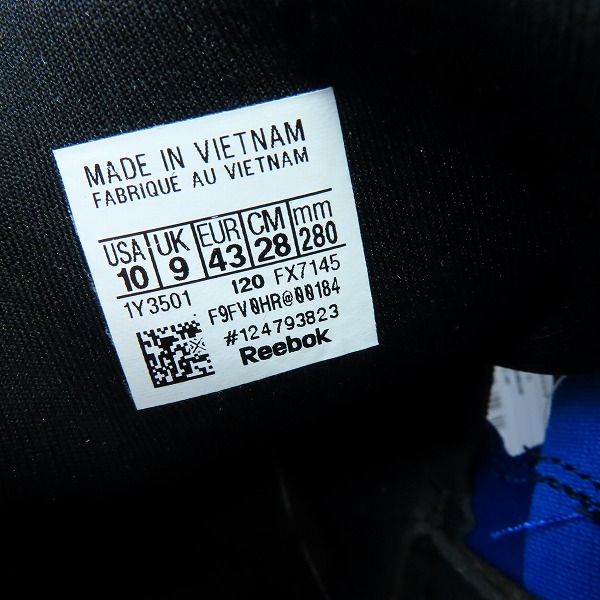 MADE IN VIETNAM
FABRIQUÉ AU VIETNAM
USA UK EUR CM mm
10 9 43 28 280
1Y3501 120 FX7145
F9FV0HR@00184
#124793823
Reebok